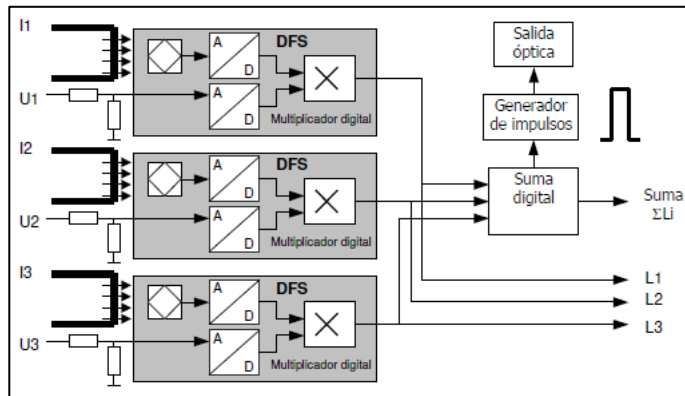 I1
A
D
DFS
A
D
Multiplicador digital
U1
I2
A
D
DFS
A
D
Multiplicador digital
U2
I3
A
D
DFS
A
D
Multiplicador digital
U3
Salida
óptica
Generador
de impulsos
Suma
digital
Suma
ΣLi
L1
L2
L3